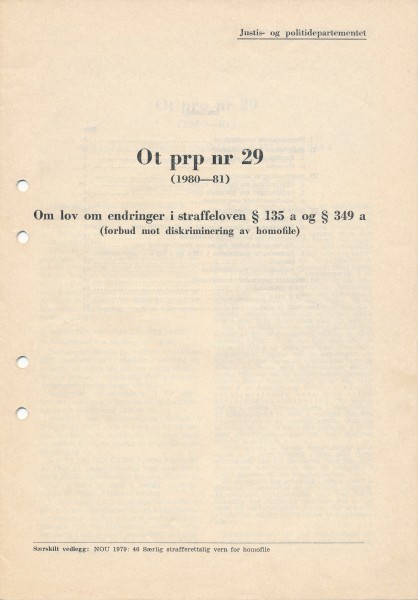 Justis- og politidepartementet
Ot prp nr 29
(1980—81)
Om lov om endringer i straffeloven § 135 a og § 349 a
(forbud mot diskriminering av homofile)
Særskilt vedlegg: NOU 1979: 46 Særlig strafferettslig vern for homofile